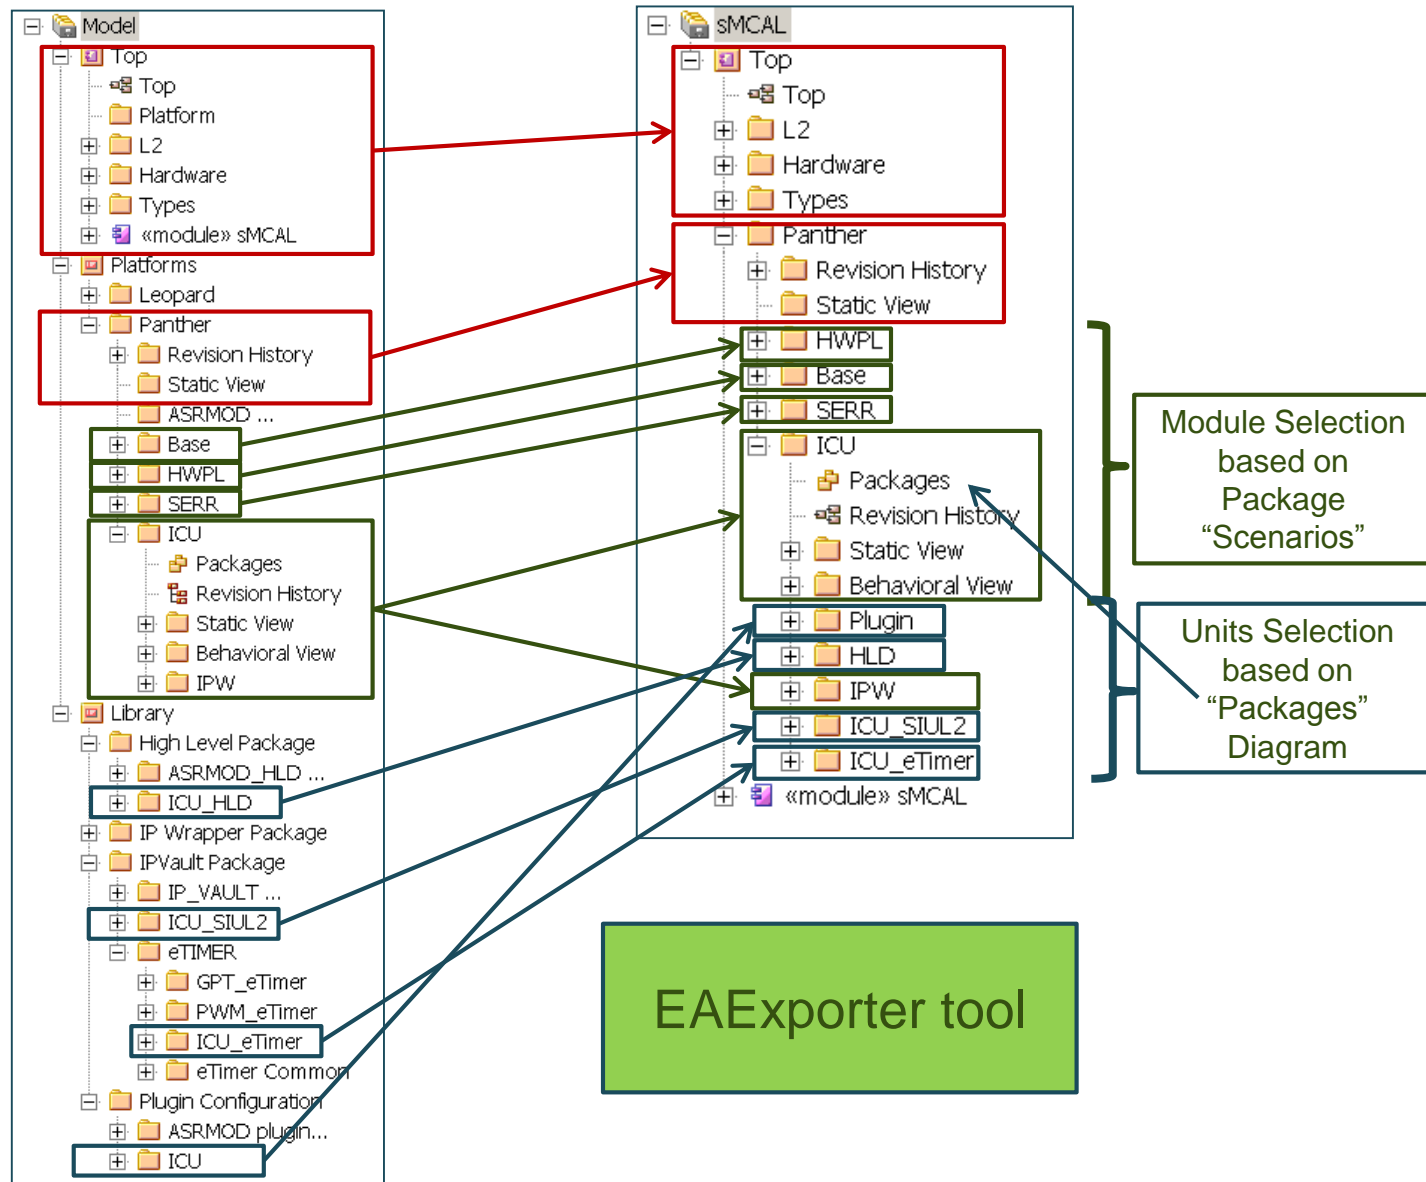 Model
Top
Top
Platform
L2
Hardware
Types
«module» sMCAL
Platforms
Leopard
Panther
Revision History
Static View
ASRMOD ...
Base
HWPL
SERR
ICU
Packages
Revision History
Static View
Behavioral View
IPW
Library
High Level Package
ASRMOD_HLD ...
ICU_HLD
IP Wrapper Package
IPVault Package
IP_VAULT ...
ICU_SIUL2
eTIMER
GPT_eTimer
PWM_eTimer
ICU_eTimer
eTimer Common
Plugin Configuration
ASRMOD plugin...
ICU
sMCAL
Top
Top
L2
Hardware
Types
Panther
Revision History
Static View
HWPL
Base
SERR
ICU
Packages
Revision History
Static View
Behavioral View
Plugin
HLD
IPW
ICU_SIUL2
ICU_eTimer
«module» sMCAL
Module Selection
based on
Package
“Scenarios”
Units Selection
based on
“Packages”
Diagram
EAExporter tool